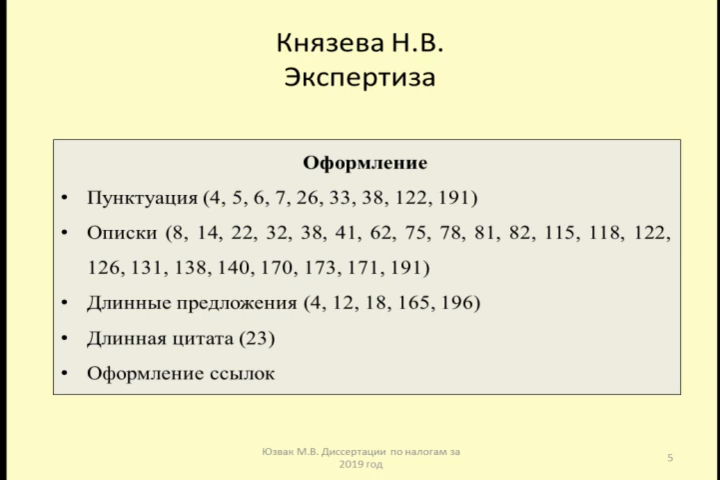 Князева Н.В.
Экспертиза
Оформление
• Пунктуация (4, 5, 6, 7, 26, 33, 38, 122, 191)
• Описки (8, 14, 22, 32, 38, 41, 62, 75, 78, 81, 82, 115, 118, 122,
126, 131, 138, 140, 170, 173, 171, 191)
• Длинные предложения (4, 12, 18, 165, 196)
• Длинная цитата (23)
• Оформление ссылок
Юзвак М.В. Диссертации по налогам за
2019 год
5